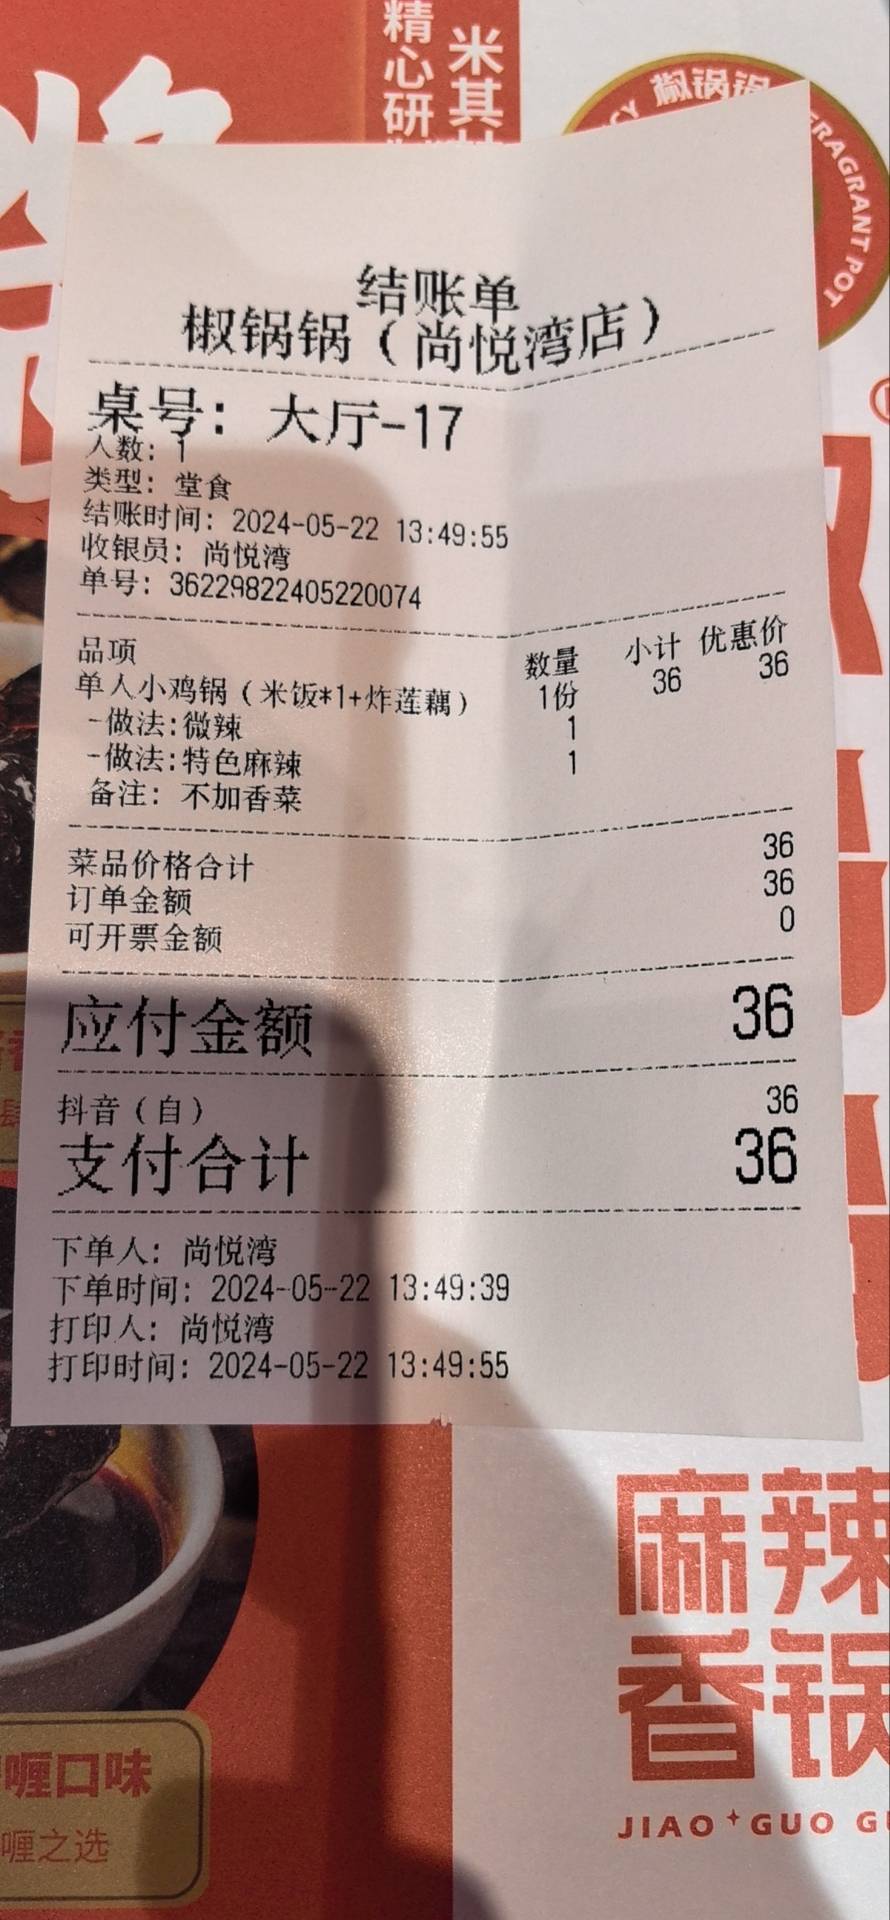 精心研
米其
椒锅锅
FRAGRANT POT
结账单
椒锅锅（尚悦湾店）
桌号：大厅-17
人数：1
类型：堂食
结账时间：2024-05-22 13:49:55
收银员：尚悦湾
单号：36229822405220074
品项 数量 小计 优惠价
单人小鸡锅（米饭*1+炸莲藕） 1份 36 36
-做法:微辣 1
-做法:特色麻辣 1
备注：不加香菜
菜品价格合计 36
订单金额 36
可开票金额 0
应付金额 36
抖音（自） 36
支付合计 36
下单人：尚悦湾
下单时间：2024-05-22 13:49:39
打印人：尚悦湾
打印时间：2024-05-22 13:49:55
麻辣
香锅
JIAO GUO GU
喱口味
喱之选